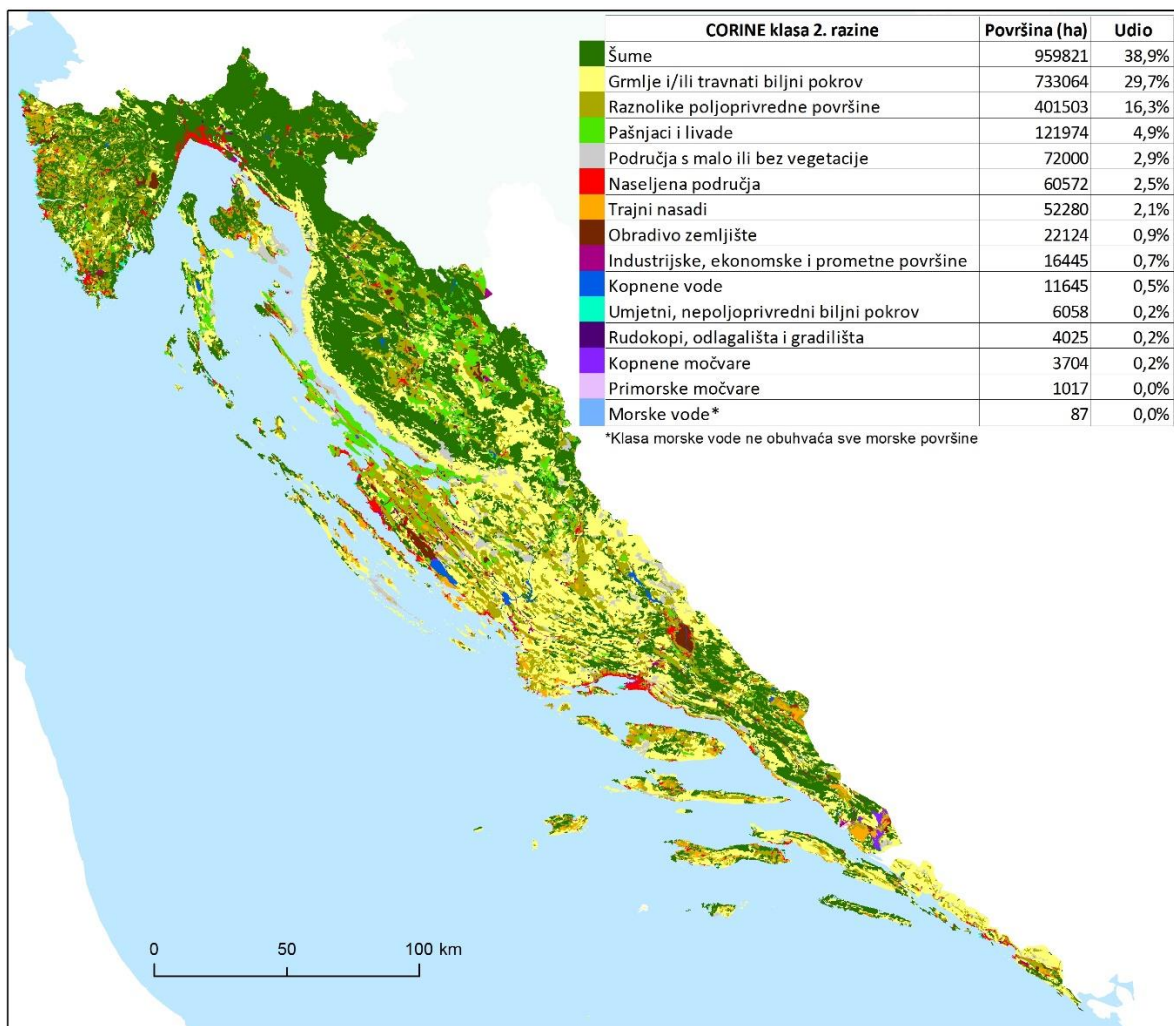 CORINE klasa 2. razine Površina (ha) Udio
Šume 959821 38,9%
Grmlje i/ili travnati biljni pokrov 733064 29,7%
Raznolike poljoprivredne površine 401503 16,3%
Pašnjaci i livade 121974 4,9%
Područja s malo ili bez vegetacije 72000 2,9%
Naseljena područja 60572 2,5%
Trajni nasadi 52280 2,1%
Obradivo zemljište 22124 0,9%
Industrijske, ekonomske i prometne površine 16445 0,7%
Kopnene vode 11645 0,5%
Umjetni, nepoljoprivredni biljni pokrov 6058 0,2%
Rudokopi, odlagališta i gradilišta 4025 0,2%
Kopnene močvare 3704 0,2%
Primorske močvare 1017 0,0%
Morske vode* 87 0,0%
*Klasa morske vode ne obuhvaća sve morske površine
0 50 100 km